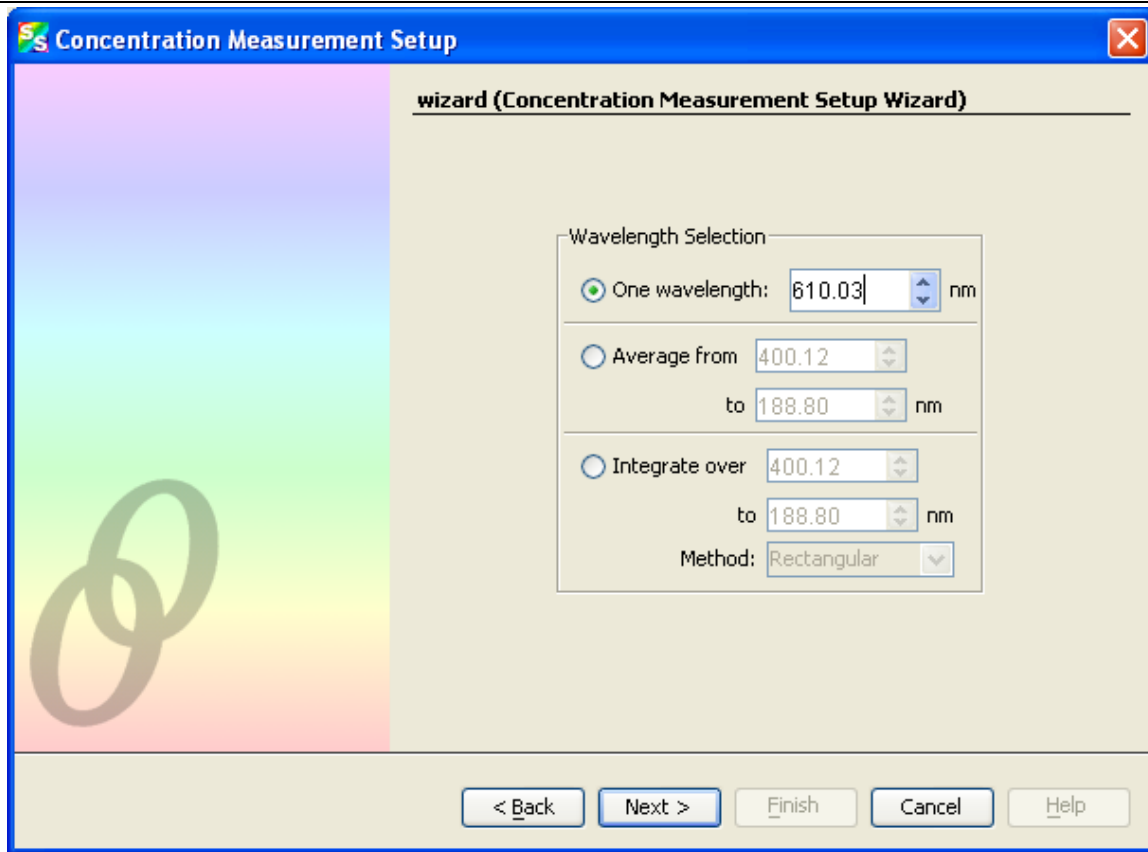 SS Concentration Measurement Setup
wizard (Concentration Measurement Setup Wizard)
Wavelength Selection
One wavelength: 610.03 nm
Average from 400.12
to 188.80 nm
Integrate over 400.12
to 188.80 nm
Method: Rectangular
OO
< Back Next > Finish Cancel Help